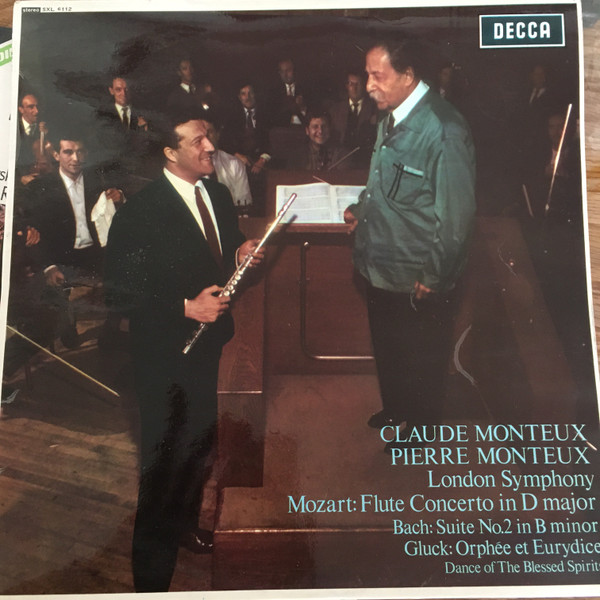 stereo SXL 6112
DECCA
CLAUDE MONTEUX
PIERRE MONTEUX
London Symphony
Mozart: Flute Concerto in D major
Bach: Suite No.2 in B minor
Gluck: Orphée et Eurydice
Dance of The Blessed Spirits